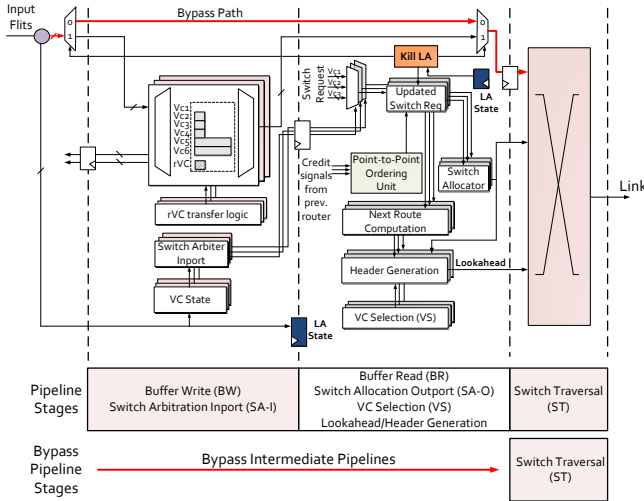 Input
Flits
Bypass Path
0
1
0
1
Kill LA
Switch
Request
Vc1
Vc2
Vc3
Updated
Switch Req
LA
State
Vc1
Vc2
Vc3
Vc4
Vc5
Vc6
rVC
Credit
signals
from
prev.
router
Point-to-Point
Ordering
Unit
Switch
Allocator
Link
rVC transfer logic
Next Route
Computation
Switch Arbiter
Inport
Header Generation
Lookahead
VC State
VC Selection (VS)
LA
State
Pipeline
Stages
Buffer Write (BW)
Switch Arbitration Inport (SA-I)
Buffer Read (BR)
Switch Allocation Outport (SA-O)
VC Selection (VS)
Lookahead/Header Generation
Switch Traversal
(ST)
Bypass
Pipeline
Stages
Bypass Intermediate Pipelines
Switch Traversal
(ST)